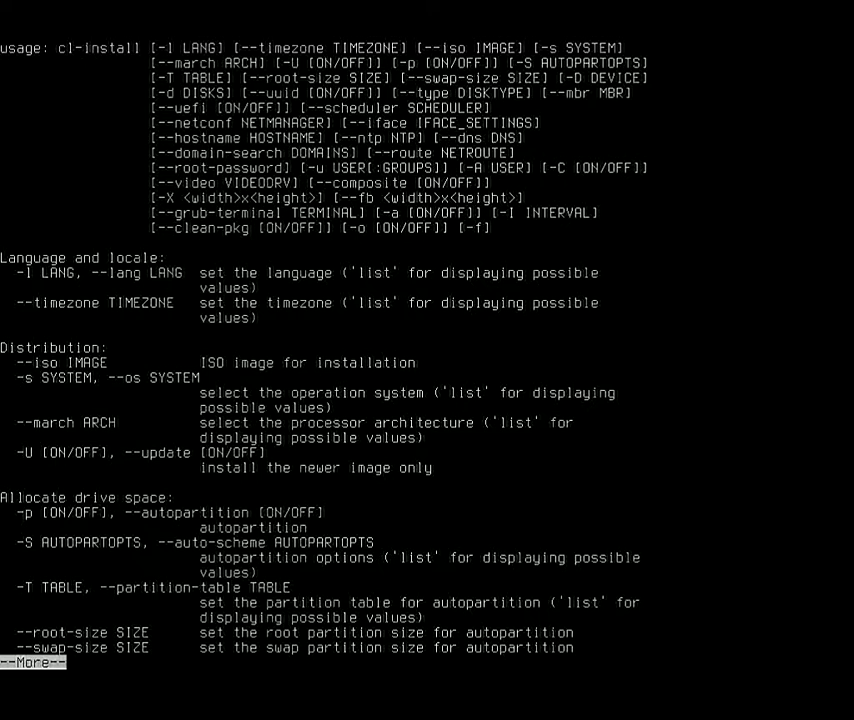 usage: cl-install [-l LANG] [--timezone TIMEZONE] [--iso IMAGE] [-s SYSTEM]
[--march ARCH] [-U [ON/OFF]] [-p [ON/OFF]] [-S AUTOPARTOPTS]
[-T TABLE] [--root-size SIZE] [--swap-size SIZE] [-D DEVICE]
[-d DISKS] [--uuid [ON/OFF]] [--type DISKTYPE] [--mbr MBR]
[--uefi [ON/OFF]] [--scheduler SCHEDULER]
[--netconf NETMANAGER] [--iface IFACE_SETTINGS]
[--hostname HOSTNAME] [--ntp NTP] [--dns DNS]
[--domain-search DOMAINS] [--route NETROUTE]
[--root-password] [-u USER[:GROUPS]] [-A USER] [-C [ON/OFF]]
[--video VIDEODRV] [--composite [ON/OFF]]
[-X <width>x<height>] [--fb <width>x<height>]
[--grub-terminal TERMINAL] [-a [ON/OFF]] [-I INTERVAL]
[--clean-pkg [ON/OFF]] [-o [ON/OFF]] [-f]
Language and locale:
-l LANG, --lang LANG set the language ('list' for displaying possible
values)
--timezone TIMEZONE set the timezone ('list' for displaying possible
values)
Distribution:
--iso IMAGE ISO image for installation
-s SYSTEM, --os SYSTEM
select the operation system ('list' for displaying
possible values)
--march ARCH select the processor architecture ('list' for
displaying possible values)
-U [ON/OFF], --update [ON/OFF]
install the newer image only
Allocate drive space:
-p [ON/OFF], --autopartition [ON/OFF]
autopartition
-S AUTOPARTOPTS, --auto-scheme AUTOPARTOPTS
autopartition options ('list' for displaying possible
values)
-T TABLE, --partition-table TABLE
set the partition table for autopartition ('list' for
displaying possible values)
--root-size SIZE set the root partition size for autopartition
--swap-size SIZE set the swap partition size for autopartition
--More--